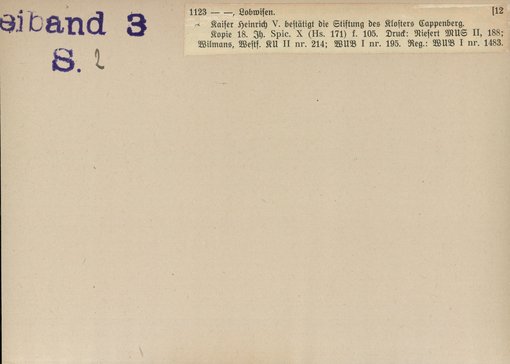 eiband 3
S. 2
1123 — —, Lobwisen. [12
Kaiser Heinrich V. bestätigt die Stiftung des Klosters Cappenberg.
Kopie 18. Jh. Spic. X (Hs. 171) f. 105. Druck: Niesert MUS II, 188;
Wilmans, Westf. KU II nr. 214; WUB I nr. 195. Reg.: WUB I nr. 1483.